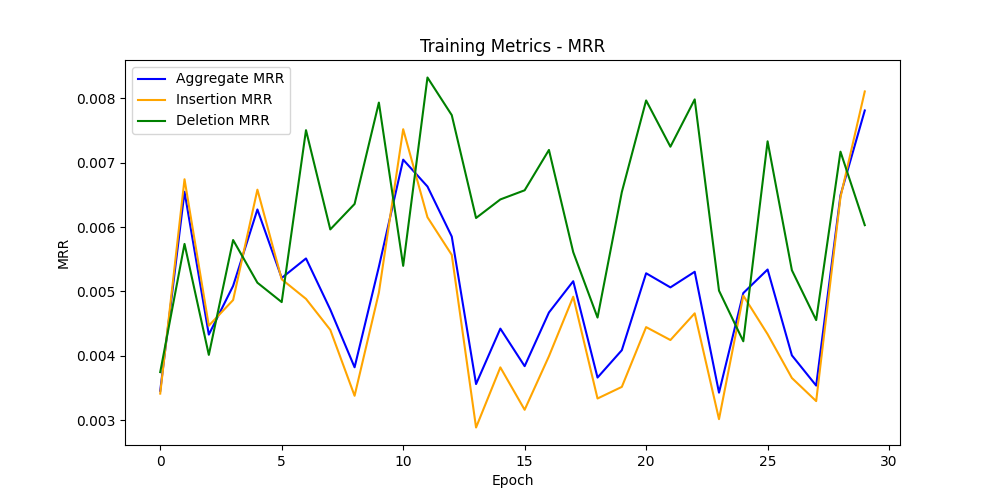 Training Metrics - MRR
Aggregate MRR
Insertion MRR
Deletion MRR
MRR
0.008
0.007
0.006
0.005
0.004
0.003
0 5 10 15 20 25 30
Epoch